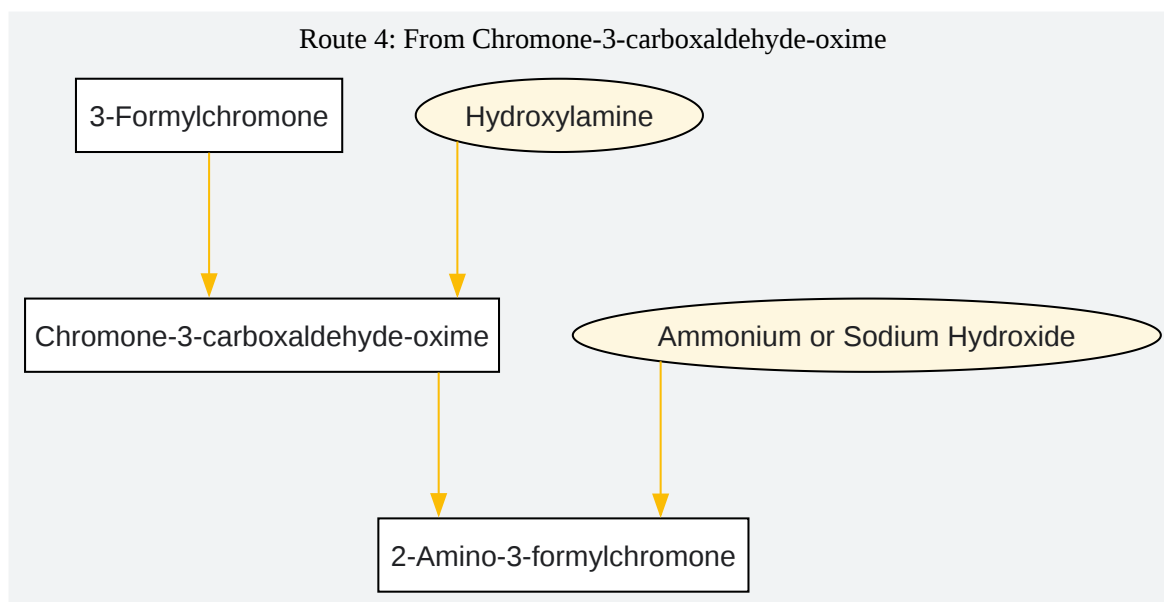 Route 4: From Chromone-3-carboxaldehyde-oxime
3-Formylchromone
Hydroxylamine
Chromone-3-carboxaldehyde-oxime
Ammonium or Sodium Hydroxide
2-Amino-3-formylchromone